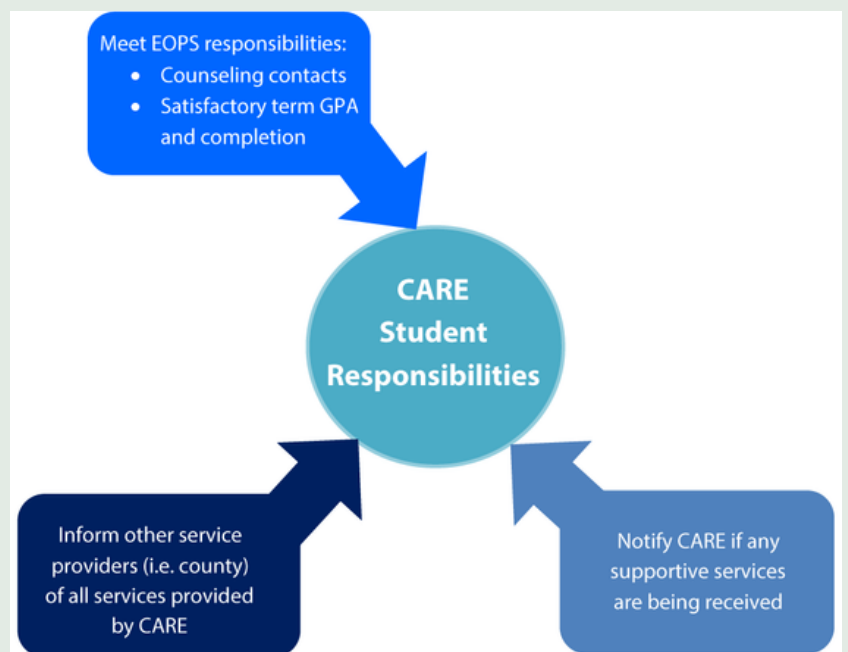 Meet EOPS responsibilities:
• Counseling contacts
• Satisfactory term GPA
and completion
CARE
Student
Responsibilities
Inform other service
providers (i.e. county)
of all services provided
by CARE
Notify CARE if any
supportive services
are being received